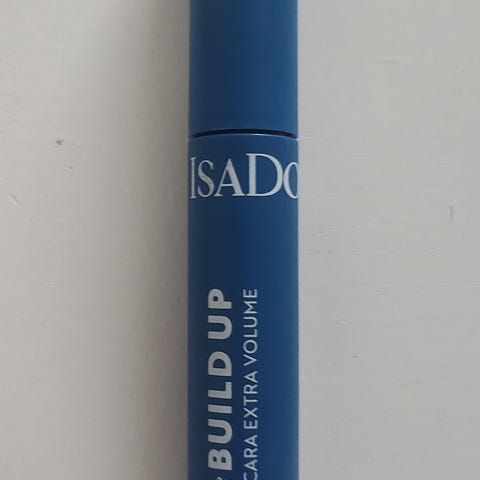 ISADO
BUILD UP
CARA EXTRA VOLUME